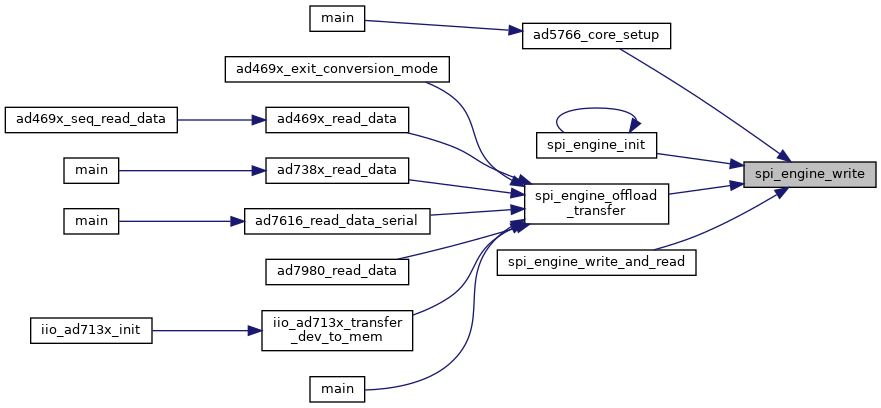 main
ad5766_core_setup
ad469x_exit_conversion_mode
ad469x_seq_read_data
ad469x_read_data
spi_engine_init
main
ad738x_read_data
spi_engine_write
spi_engine_offload
_transfer
main
ad7616_read_data_serial
spi_engine_write_and_read
ad7980_read_data
iio_ad713x_init
iio_ad713x_transfer
_dev_to_mem
main